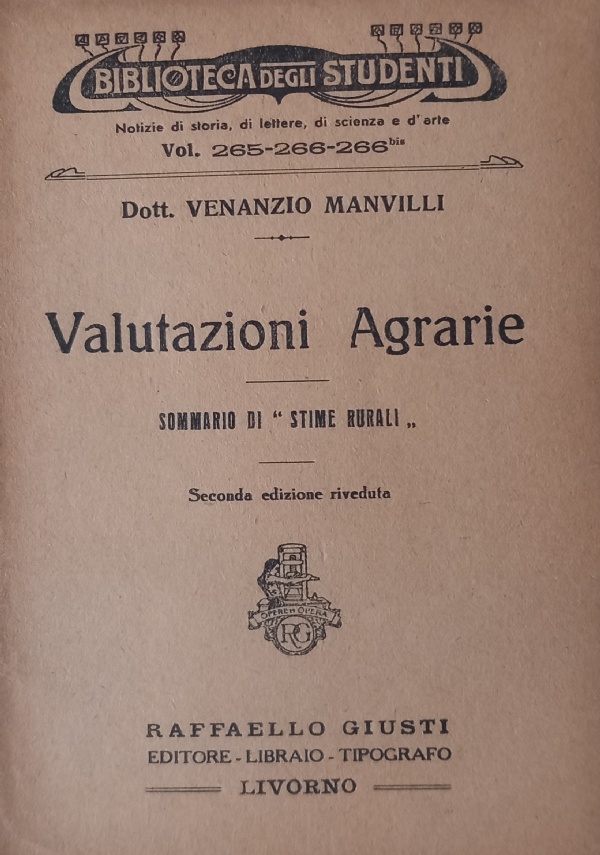 BIBLIOTECA DEGLI STUDENTI
Notizie di storia, di lettere, di scienza e d'arte
Vol. 265-266-266bis
Dott. VENANZIO MANVILLI
Valutazioni Agrarie
SOMMARIO DI “ STIME RURALI „
Seconda edizione riveduta
RG
RAFFAELLO GIUSTI
EDITORE - LIBRAIO - TIPOGRAFO
LIVORNO